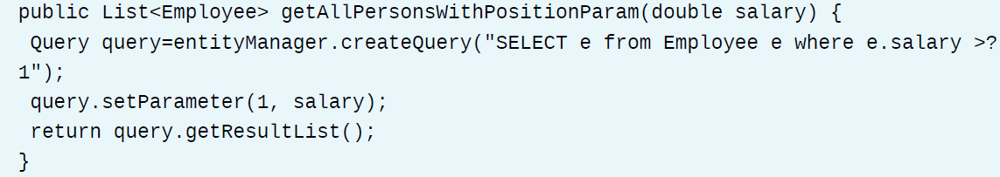 public List<Employee> getAllPersonsWithPositionParam(double salary) {
 Query query=entityManager.createQuery("SELECT e from Employee e where e.salary >?
1");
 query.setParameter(1, salary);
 return query.getResultList();
}